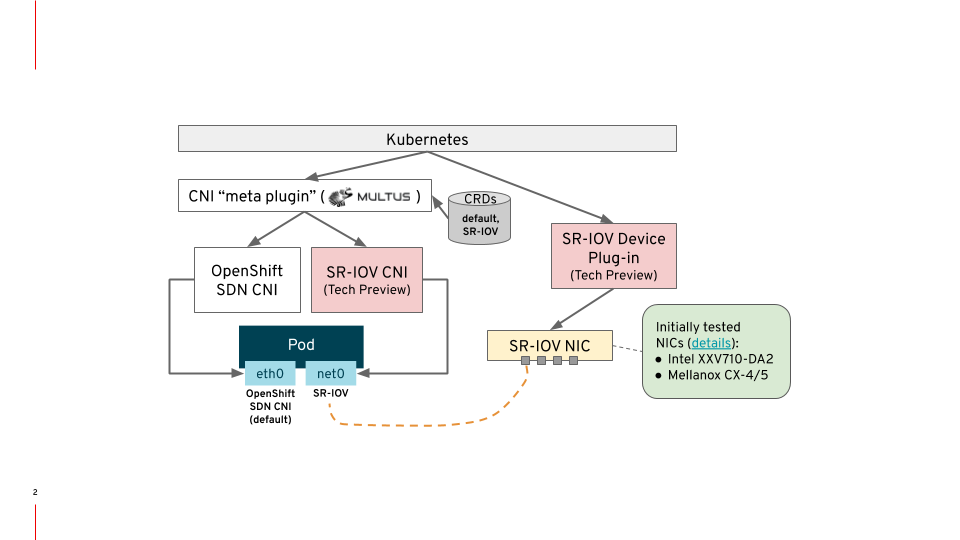 Kubernetes
CNI “meta plugin” ( MULTUS )
CRDs
default,
SR-IOV
SR-IOV Device
Plug-in
(Tech Preview)
OpenShift
SDN CNI
SR-IOV CNI
(Tech Preview)
Initially tested
NICs (details):
● Intel XXV710-DA2
● Mellanox CX-4/5
Pod
SR-IOV NIC
eth0
net0
OpenShift
SDN CNI
(default)
SR-IOV
2